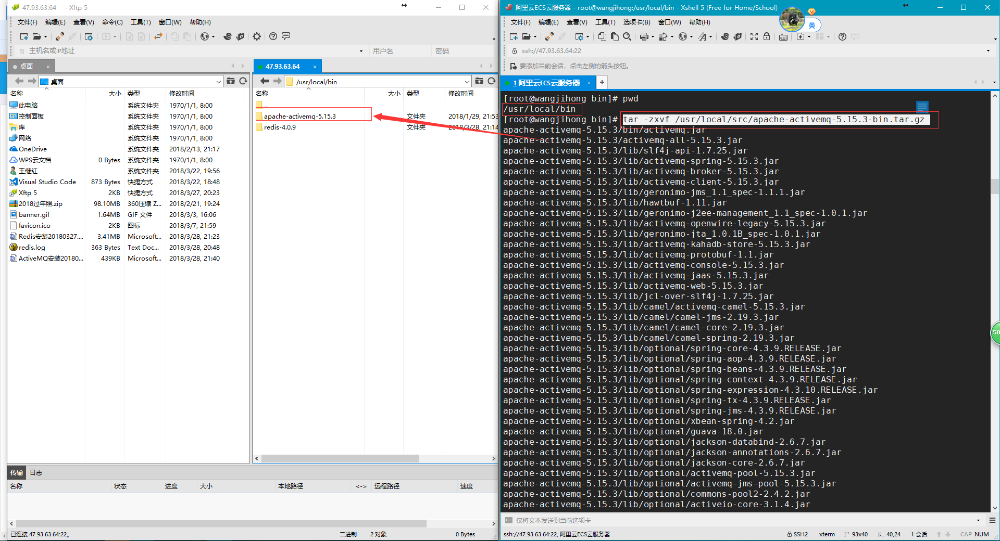 47.93.63.64 - Xftp 5
文件(F) 编辑(E) 查看(V) 命令(C) 工具(T) 窗口(W) 帮助(H)
主机名或IP地址 用户名 密码
桌面 ×
桌面
名称 大小 类型 修改时间
此电脑 系统文件夹 1970/1/1, 8:00
控制面板 系统文件夹 1970/1/1, 8:00
库 系统文件夹 1970/1/1, 8:00
网络 系统文件夹 1970/1/1, 8:00
OneDrive 系统文件夹 2018/2/13, 21:17
WPS云文档 0 Bytes 系统文件夹 1970/1/1, 8:00
王继红 系统文件夹 2018/3/22, 19:56
Visual Studio Code 873 Bytes 快捷方式 2018/3/22, 18:48
Xftp 5 2KB 快捷方式 2018/3/27, 20:23
2018过年照.zip 98.10MB 360压缩 Z... 2018/2/21, 19:24
banner.gif 1.64MB GIF 文件 2018/3/3, 16:06
favicon.ico 2KB 图标 2018/3/7, 21:59
Redis安装20180327.... 3.41MB Microsoft... 2018/3/28, 21:23
redis.log 363 Bytes Text Doc... 2018/3/28, 20:48
ActiveMQ安装20180... 439KB Microsoft... 2018/3/28, 21:40
47.93.63.64 ×
/usr/local/bin
名称 大小 类型 修改时间
..
apache-activemq-5.15.3 文件夹 2018/1/29, 21:53
redis-4.0.9 文件夹 2018/3/28, 21:14
传输 日志
名称 状态 进度 大小 本地路径 <-> 远程路径 速度
已连接 47.93.63.64:22。 二进制 2 对象 0 Bytes
阿里云ECS云服务器 - root@wangjihong:/usr/local/bin - Xshell 5 (Free for Home/School)
文件(F) 编辑(E) 查看(V) 工具(T) 选项卡(B) 窗口(W) 帮助(H)
英
ssh://47.93.63.64:22
要添加当前会话，点击左侧的箭头按钮。
1 阿里云ECS云服务器 × +
[root@wangjihong bin]# pwd
/usr/local/bin
[root@wangjihong bin]# tar -zxvf /usr/local/src/apache-activemq-5.15.3-bin.tar.gz
apache-activemq-5.15.3/bin/activemq.jar
apache-activemq-5.15.3/activemq-all-5.15.3.jar
apache-activemq-5.15.3/lib/slf4j-api-1.7.25.jar
apache-activemq-5.15.3/lib/activemq-spring-5.15.3.jar
apache-activemq-5.15.3/lib/activemq-broker-5.15.3.jar
apache-activemq-5.15.3/lib/activemq-client-5.15.3.jar
apache-activemq-5.15.3/lib/geronimo-jms_1.1_spec-1.1.1.jar
apache-activemq-5.15.3/lib/hawtbuf-1.11.jar
apache-activemq-5.15.3/lib/geronimo-j2ee-management_1.1_spec-1.0.1.jar
apache-activemq-5.15.3/lib/activemq-openwire-legacy-5.15.3.jar
apache-activemq-5.15.3/lib/geronimo-jta_1.0.1B_spec-1.0.1.jar
apache-activemq-5.15.3/lib/activemq-kahadb-store-5.15.3.jar
apache-activemq-5.15.3/lib/activemq-protobuf-1.1.jar
apache-activemq-5.15.3/lib/activemq-console-5.15.3.jar
apache-activemq-5.15.3/lib/activemq-jaas-5.15.3.jar
apache-activemq-5.15.3/lib/activemq-web-5.15.3.jar
apache-activemq-5.15.3/lib/jcl-over-slf4j-1.7.25.jar
apache-activemq-5.15.3/lib/camel/activemq-camel-5.15.3.jar
apache-activemq-5.15.3/lib/camel/camel-jms-2.19.3.jar
apache-activemq-5.15.3/lib/camel/camel-core-2.19.3.jar
apache-activemq-5.15.3/lib/camel/camel-spring-2.19.3.jar
apache-activemq-5.15.3/lib/optional/spring-core-4.3.9.RELEASE.jar
apache-activemq-5.15.3/lib/optional/spring-aop-4.3.9.RELEASE.jar
apache-activemq-5.15.3/lib/optional/spring-beans-4.3.9.RELEASE.jar
apache-activemq-5.15.3/lib/optional/spring-context-4.3.9.RELEASE.jar
apache-activemq-5.15.3/lib/optional/spring-expression-4.3.10.RELEASE.jar
apache-activemq-5.15.3/lib/optional/spring-tx-4.3.9.RELEASE.jar
apache-activemq-5.15.3/lib/optional/spring-jms-4.3.9.RELEASE.jar
apache-activemq-5.15.3/lib/optional/xbean-spring-4.2.jar
apache-activemq-5.15.3/lib/optional/guava-18.0.jar
apache-activemq-5.15.3/lib/optional/jackson-databind-2.6.7.jar
apache-activemq-5.15.3/lib/optional/jackson-annotations-2.6.7.jar
apache-activemq-5.15.3/lib/optional/jackson-core-2.6.7.jar
apache-activemq-5.15.3/lib/optional/activemq-pool-5.15.3.jar
apache-activemq-5.15.3/lib/optional/activemq-jms-pool-5.15.3.jar
apache-activemq-5.15.3/lib/optional/commons-pool2-2.4.2.jar
apache-activemq-5.15.3/lib/optional/activeio-core-3.1.4.jar
50
仅将文本发送到当前选项卡
ssh://47.93.63.64:22, 阿里云ECS云服务器 SSH2 xterm 93x40 40,24 1 会话 CAP NUM